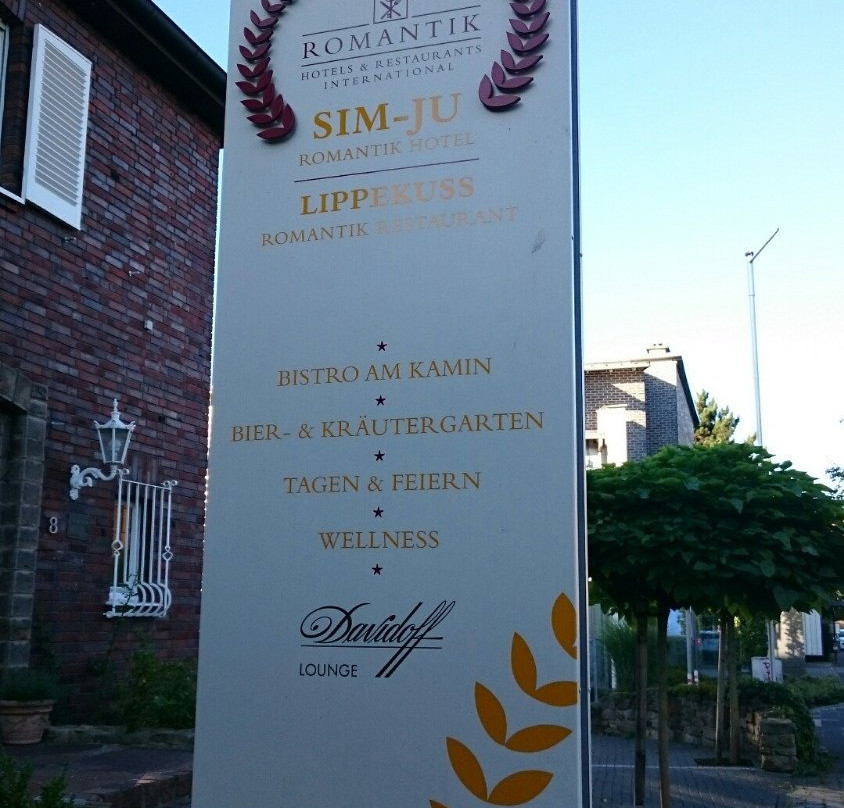 ROMANTIK
HOTELS & RESTAURANTS
INTERNATIONAL
SIM-JU
ROMANTIK HOTEL
LIPPEKUSS
ROMANTIK RESTAURANT
BISTRO AM KAMIN
BIER- & KRÄUTERGARTEN
TAGEN & FEIERN
WELLNESS
Davidoff
LOUNGE
8